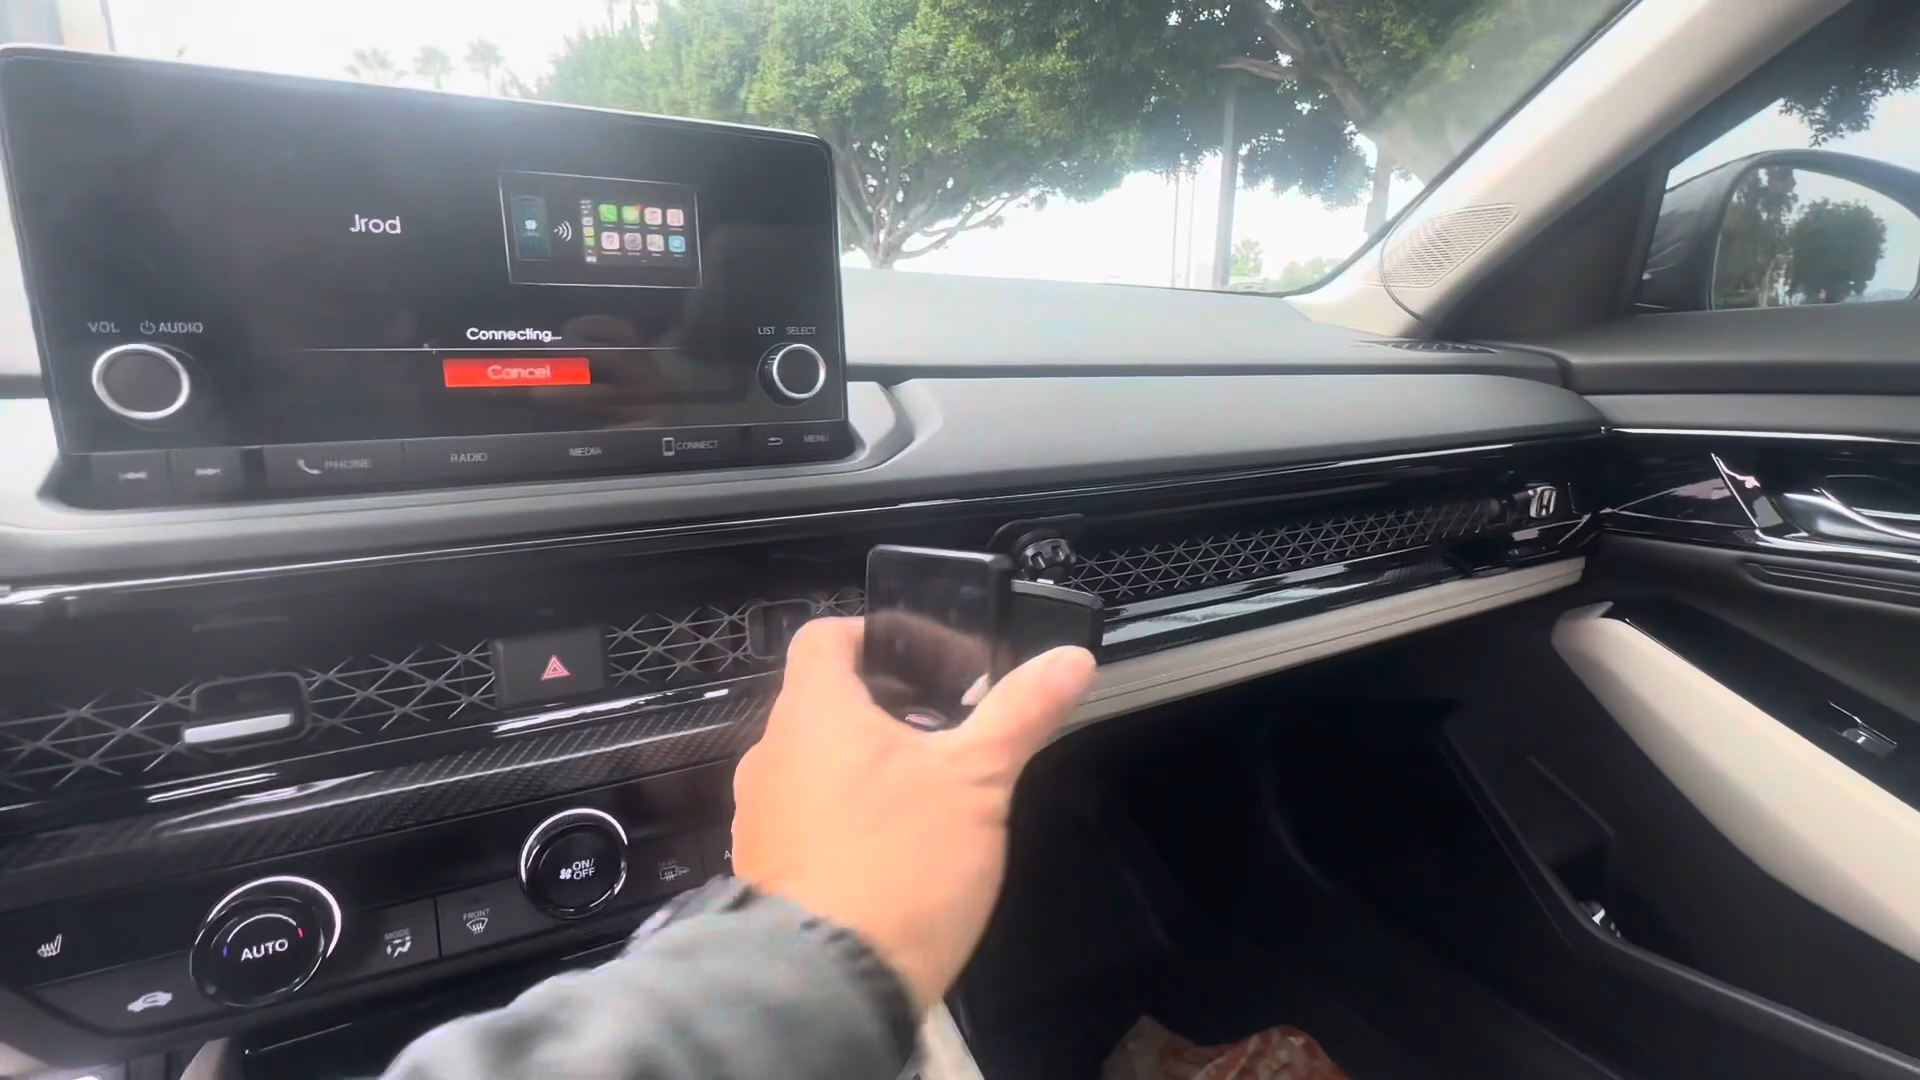 Jrod
VOL AUDIO
Connecting...
LIST SELECT
Cancel
PHONE
RADIO
MEDIA
CONNECT
MENU
ON/
OFF
AUTO
MODE
FRONT